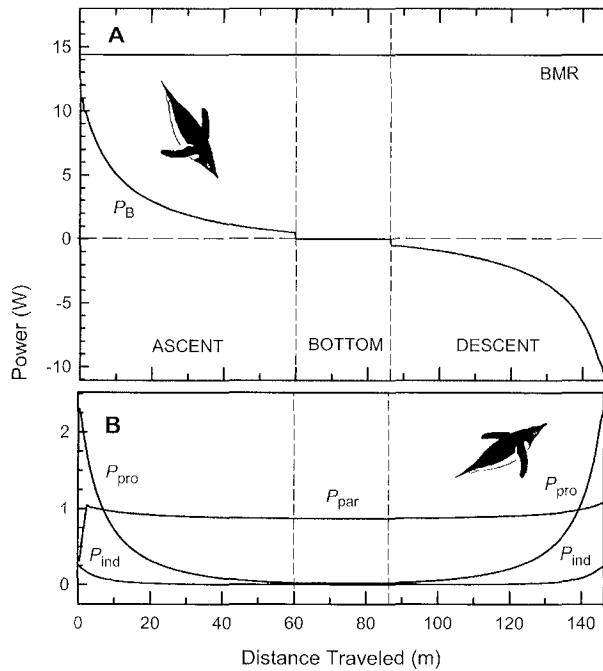 A
15
BMR
10
P_B
5
0
-5
-10
Power (W)
ASCENT
BOTTOM
DESCENT
B
2
P_pro
P_par
P_pro
1
P_ind
P_ind
0
0
20
40
60
80
100
120
140
Distance Traveled (m)